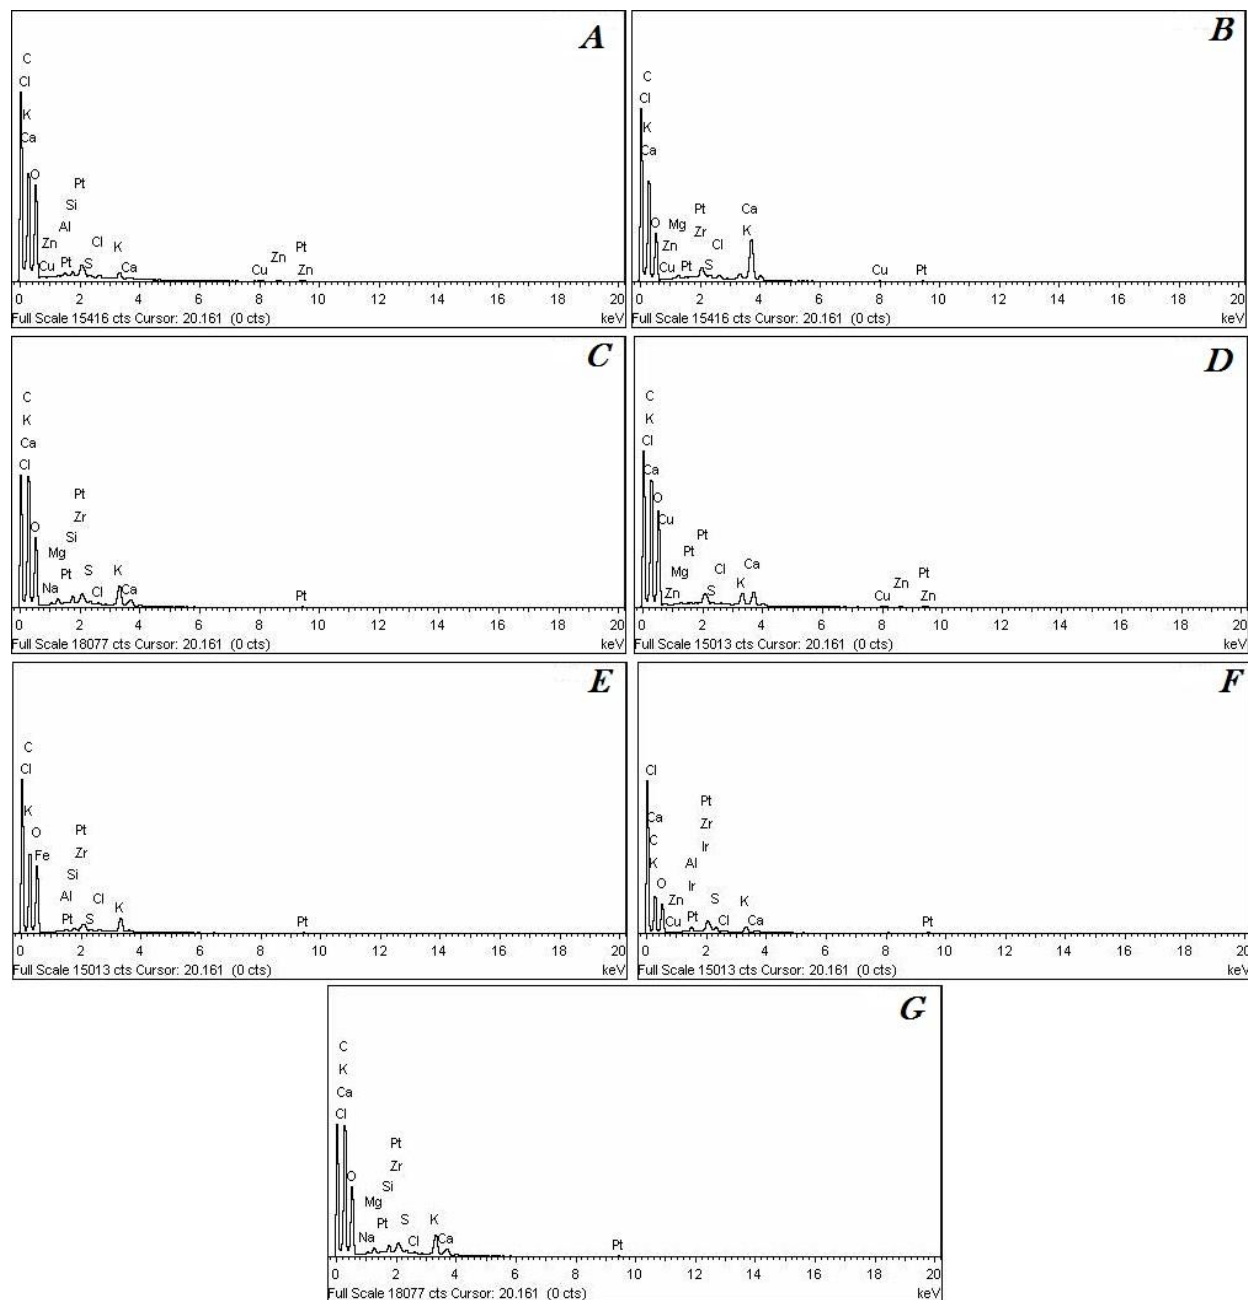 A
C
Cl
K
Ca
O
Pt
Si
Al
Zn
Cl
K
Cu
Pt
S
Ca
Cu
Zn
Pt
Zn
0 2 4 6 8 10 12 14 16 18 20
Full Scale 15416 cts Cursor: 20.161 (0 cts) keV
B
C
Cl
K
Ca
O
Mg
Pt
Zr
Ca
K
Zn
Cl
Cu
Pt
S
Cu
Pt
0 2 4 6 8 10 12 14 16 18 20
Full Scale 15416 cts Cursor: 20.161 (0 cts) keV
C
C
K
Ca
Cl
Pt
Zr
O
Si
Mg
Pt
S
K
Na
Cl
Ca
Pt
0 2 4 6 8 10 12 14 16 18 20
Full Scale 18077 cts Cursor: 20.161 (0 cts) keV
D
C
K
Cl
Ca
O
Cu
Pt
Pt
Ca
Mg
Cl
K
Zn
S
Cu
Zn
Pt
Zn
0 2 4 6 8 10 12 14 16 18 20
Full Scale 15013 cts Cursor: 20.161 (0 cts) keV
E
C
Cl
K
O
Pt
Fe
Zr
Si
Al
Cl
K
Pt
S
Pt
0 2 4 6 8 10 12 14 16 18 20
Full Scale 15013 cts Cursor: 20.161 (0 cts) keV
F
Cl
Ca
C
K
Pt
Zr
Ir
Al
O
Ir
Zn
S
K
Cu
Pt
Cl
Ca
Pt
0 2 4 6 8 10 12 14 16 18 20
Full Scale 15013 cts Cursor: 20.161 (0 cts) keV
G
C
K
Ca
Cl
Pt
Zr
O
Si
Mg
Pt
S
K
Na
Cl
Ca
Pt
0 2 4 6 8 10 12 14 16 18 20
Full Scale 18077 cts Cursor: 20.161 (0 cts) keV